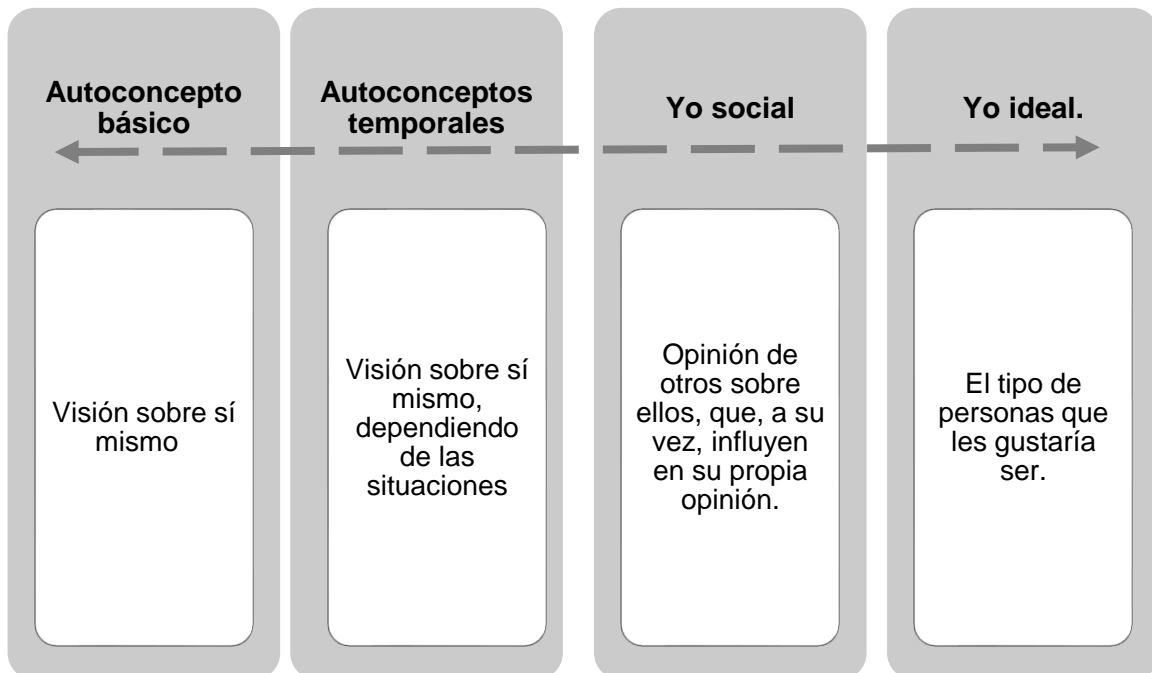 Autoconcepto
básico
Autoconceptos
temporales
Yo social
Yo ideal.
Visión sobre sí
mismo
Visión sobre sí
mismo,
dependiendo
de las
situaciones
Opinión de
otros sobre
ellos, que, a su
vez, influyen
en su propia
opinión.
El tipo de
personas que
les gustaría
ser.